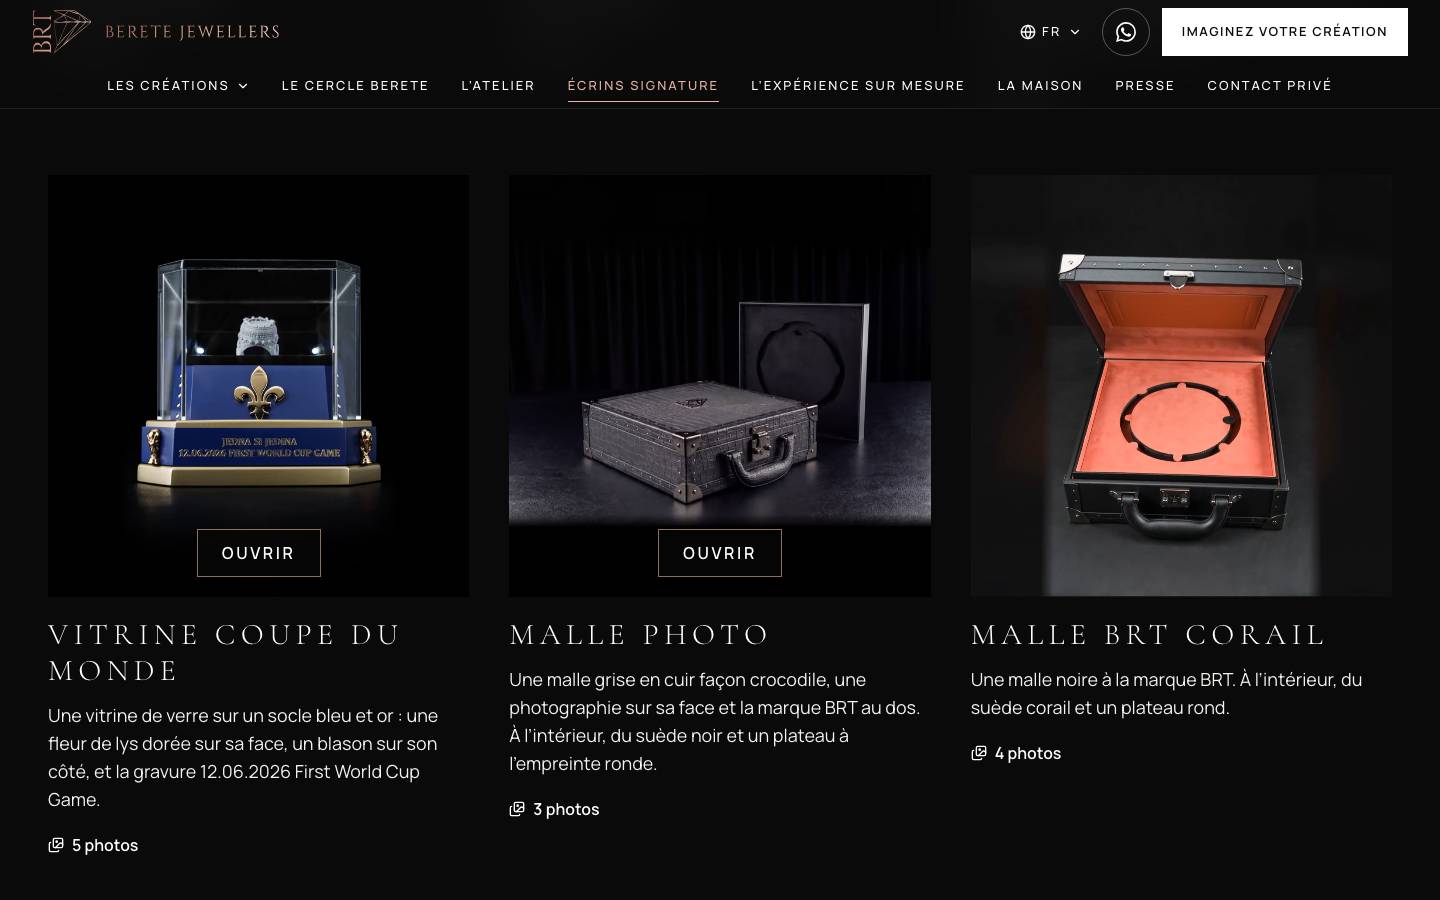 BRT
BERETE JEWELLERS
FR
IMAGINEZ VOTRE CRÉATION
LES CRÉATIONS
LE CERCLE BERETE
L'ATELIER
ÉCRINS SIGNATURE
L'EXPÉRIENCE SUR MESURE
LA MAISON
PRESSE
CONTACT PRIVÉ
JEDNA SI JEDINA
12.06.2026 FIRST WORLD CUP GAME
OUVRIR
OUVRIR
VITRINE COUPE DU
MONDE
Une vitrine de verre sur un socle bleu et or : une
fleur de lys dorée sur sa face, un blason sur son
côté, et la gravure 12.06.2026 First World Cup
Game.
5 photos
MALLE PHOTO
Une malle grise en cuir façon crocodile, une
photographie sur sa face et la marque BRT au dos.
À l'intérieur, du suède noir et un plateau à
l'empreinte ronde.
3 photos
MALLE BRT CORAIL
Une malle noire à la marque BRT. À l'intérieur, du
suède corail et un plateau rond.
4 photos